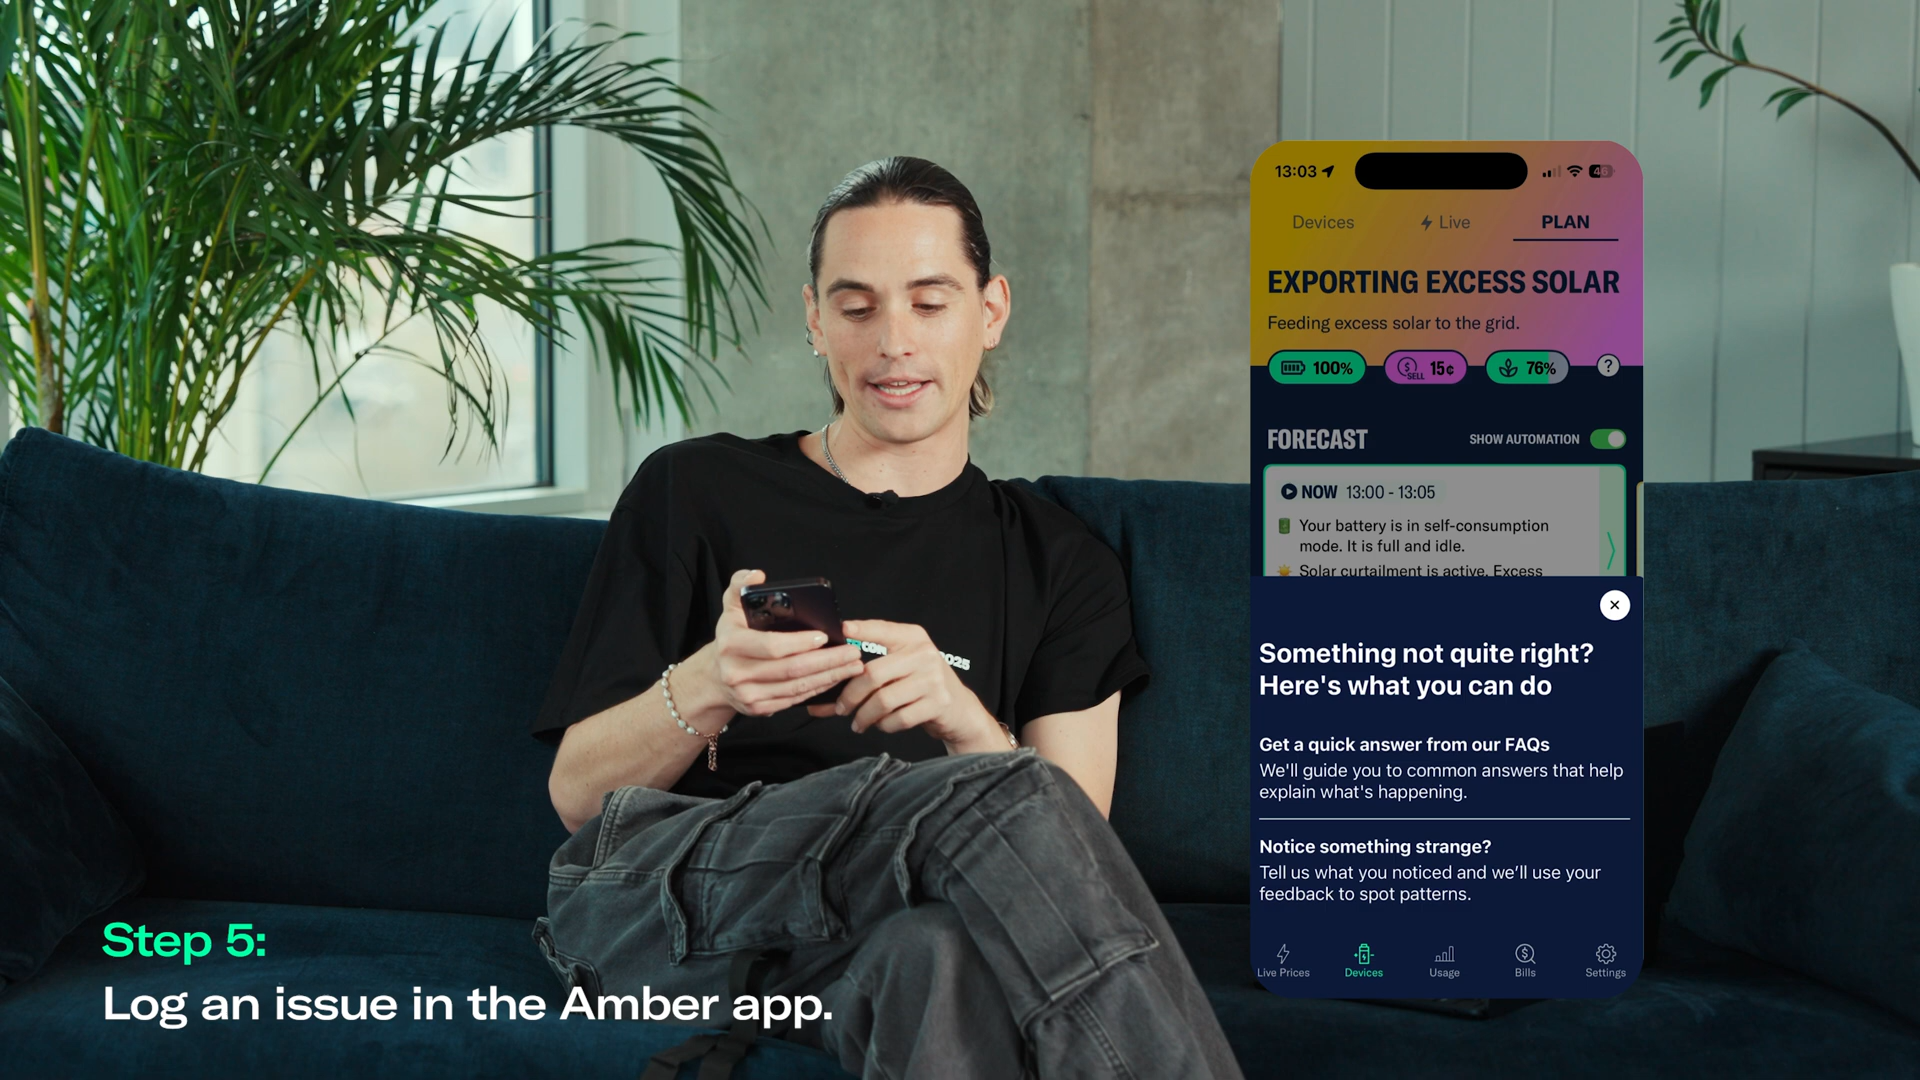 13:03
46
Devices
Live
PLAN
EXPORTING EXCESS SOLAR
Feeding excess solar to the grid.
100%
SELL
15¢
76%
?
FORECAST
SHOW AUTOMATION
NOW 13:00 - 13:05
Your battery is in self-consumption
mode. It is full and idle.
Solar curtailment is active. Excess
Something not quite right?
Here's what you can do
Get a quick answer from our FAQs
We'll guide you to common answers that help
explain what's happening.
Notice something strange?
Tell us what you noticed and we’ll use your
feedback to spot patterns.
Live Prices
Devices
Usage
Bills
Settings
Step 5:
Log an issue in the Amber app.